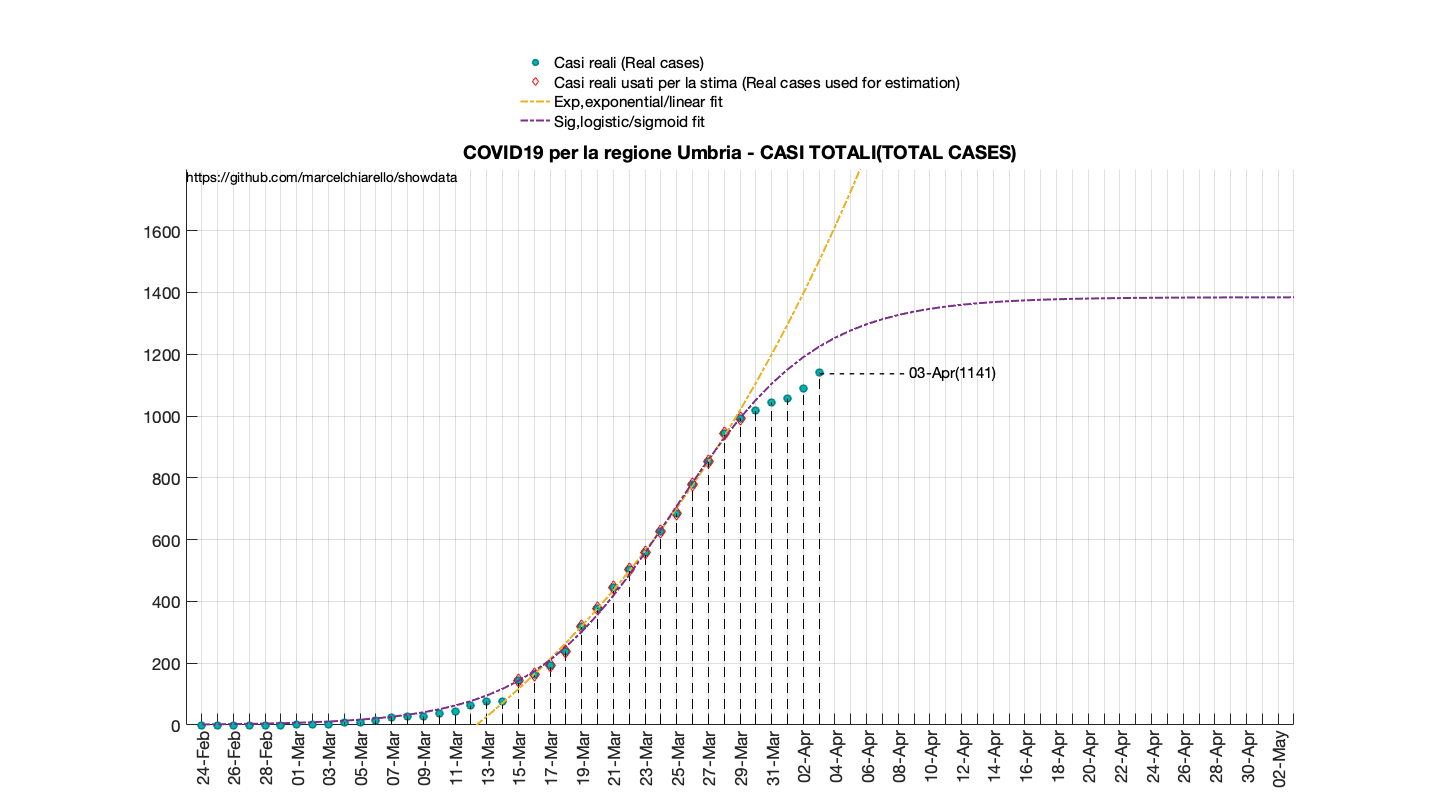 Casi reali (Real cases)
Casi reali usati per la stima (Real cases used for estimation)
Exp,exponential/linear fit
Sig,logistic/sigmoid fit
COVID19 per la regione Umbria - CASI TOTALI(TOTAL CASES)
https://github.com/marcelchiarello/showdata
1600
1400
1200
03-Apr(1141)
1000
800
600
400
200
0
24-Feb
26-Feb
28-Feb
01-Mar
03-Mar
05-Mar
07-Mar
09-Mar
11-Mar
13-Mar
15-Mar
17-Mar
19-Mar
21-Mar
23-Mar
25-Mar
27-Mar
29-Mar
31-Mar
02-Apr
04-Apr
06-Apr
08-Apr
10-Apr
12-Apr
14-Apr
16-Apr
18-Apr
20-Apr
22-Apr
24-Apr
26-Apr
28-Apr
30-Apr
02-May